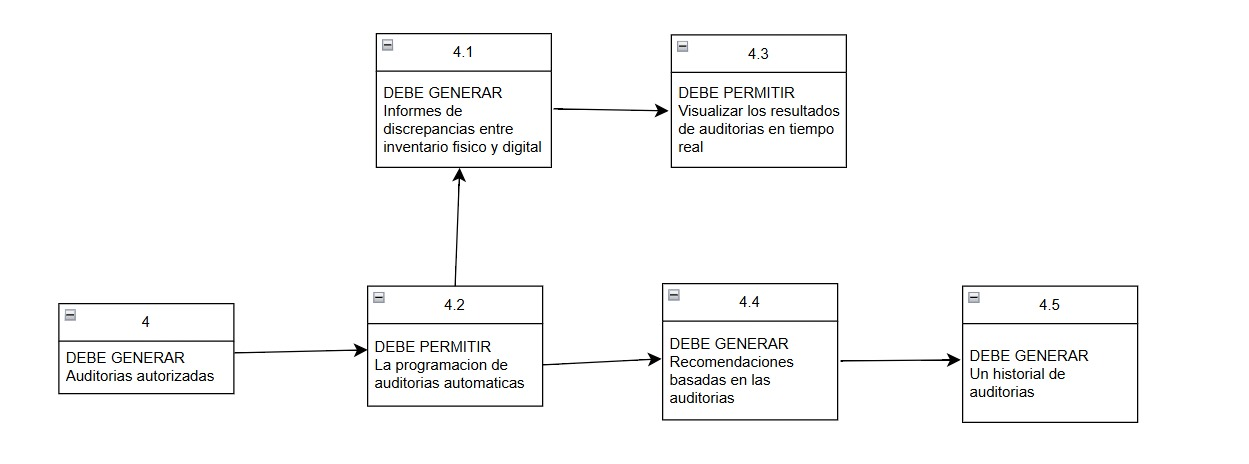 4.1
DEBE GENERAR
Informes de
discrepancias entre
inventario fisico y digital
4.3
DEBE PERMITIR
Visualizar los resultados
de auditorias en tiempo
real
4
DEBE GENERAR
Auditorias autorizadas
4.2
DEBE PERMITIR
La programacion de
auditorias automaticas
4.4
DEBE GENERAR
Recomendaciones
basadas en las
auditorias
4.5
DEBE GENERAR
Un historial de
auditorias